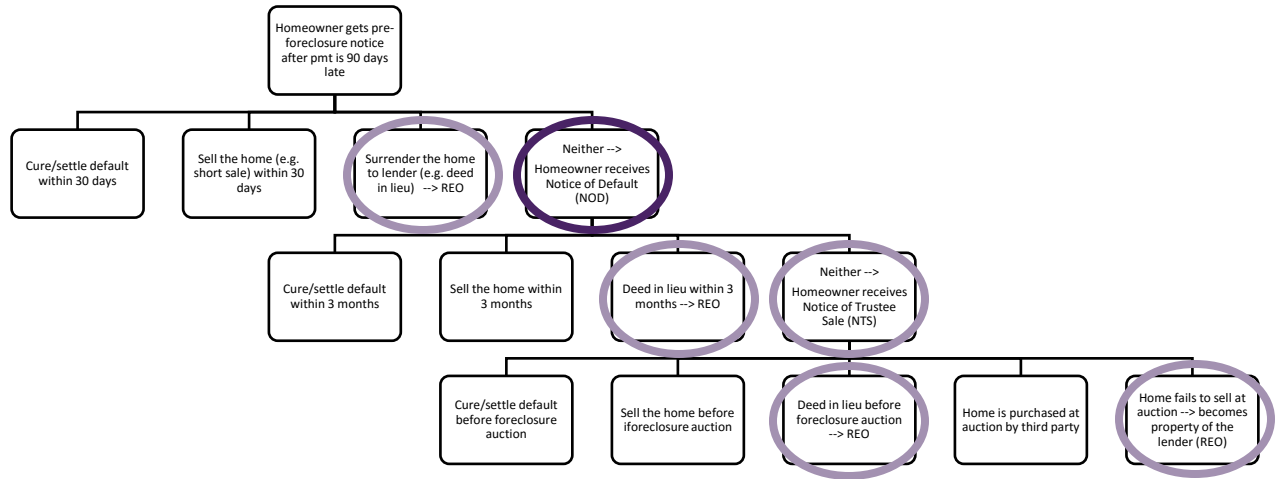 Homeowner gets pre-
foreclosure notice
after pmt is 90 days
late
Cure/settle default
within 30 days
Sell the home (e.g.
short sale) within 30
days
Surrender the home
to lender (e.g. deed
in lieu) --> REO
Neither -->
Homeowner receives
Notice of Default
(NOD)
Cure/settle default
within 3 months
Sell the home within
3 months
Deed in lieu within 3
months --> REO
Neither -->
Homeowner receives
Notice of Trustee
Sale (NTS)
Cure/settle default
before foreclosure
auction
Sell the home before
iforeclosure auction
Deed in lieu before
foreclosure auction
--> REO
Home is purchased at
auction by third party
Home fails to sell at
auction --> becomes
property of the
lender (REO)